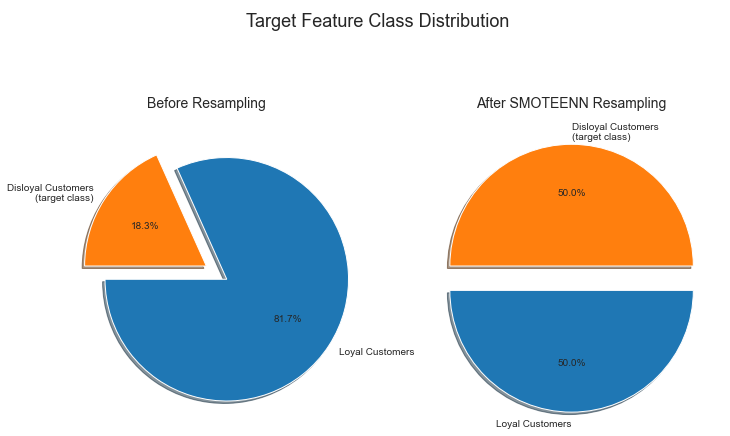 Target Feature Class Distribution
Before Resampling
Disloyal Customers
(target class)
18.3%
81.7%
Loyal Customers
After SMOTEENN Resampling
Disloyal Customers
(target class)
50.0%
50.0%
Loyal Customers